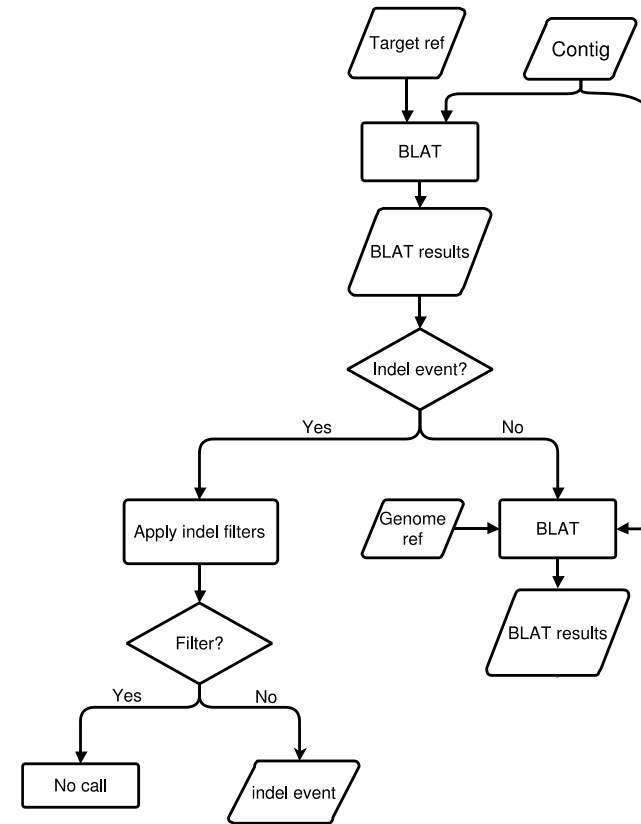 Target ref
Contig
BLAT
BLAT results
Indel event?
Yes
No
Apply indel filters
Genome
ref
BLAT
BLAT results
Filter?
Yes
No
No call
indel event